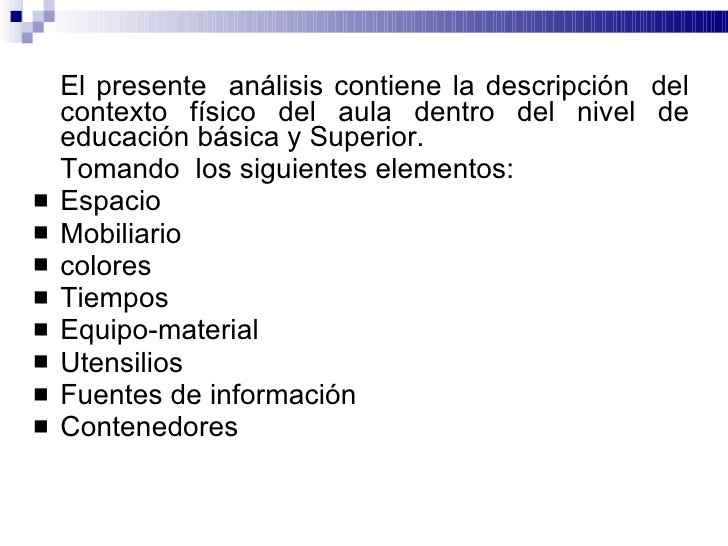 El presente  análisis contiene la descripción  del
contexto físico del aula dentro del nivel de
educación básica y Superior.
Tomando  los siguientes elementos:
Espacio
Mobiliario
colores
Tiempos
Equipo-material
Utensilios
Fuentes de información
Contenedores